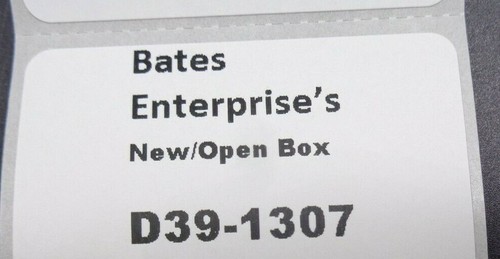 Bates
Enterprise’s
New/Open Box
D39-1307